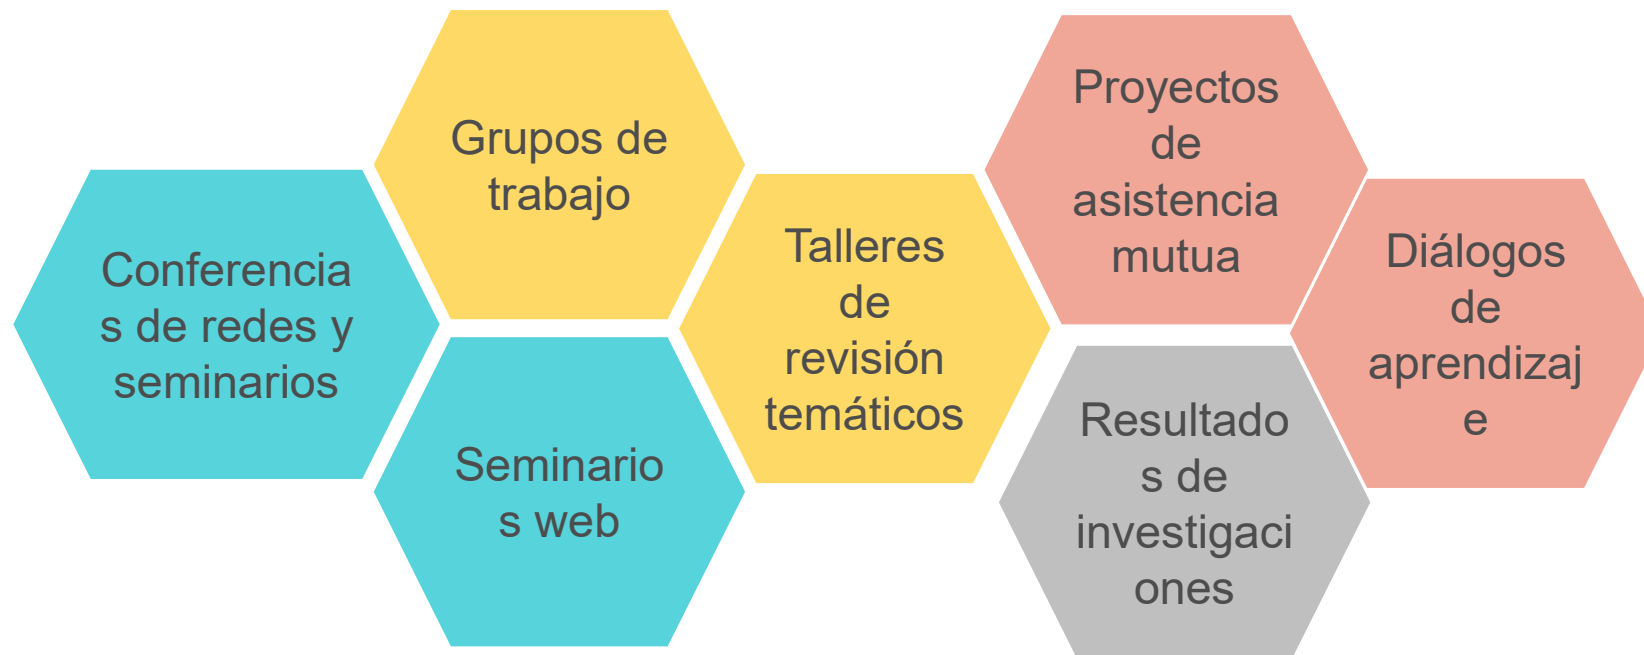 Conferencia
s de redes y
seminarios
Grupos de
trabajo
Seminario
s web
Talleres
de
revisión
temáticos
Proyectos
de
asistencia
mutua
Resultado
s de
investigaci
ones
Diálogos
de
aprendizaj
e